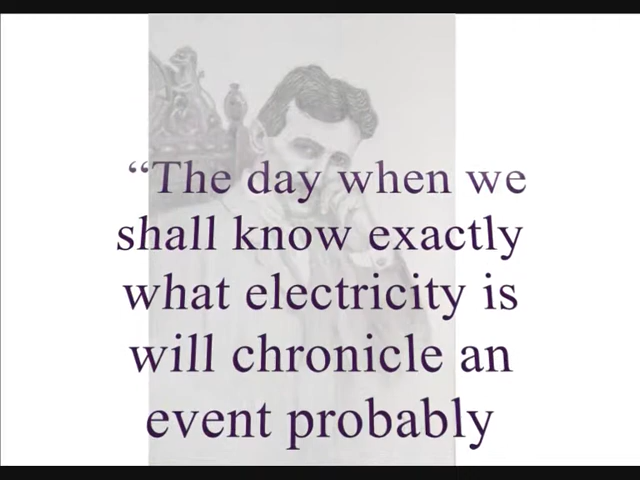 “The day when we
shall know exactly
what electricity is
will chronicle an
event probably